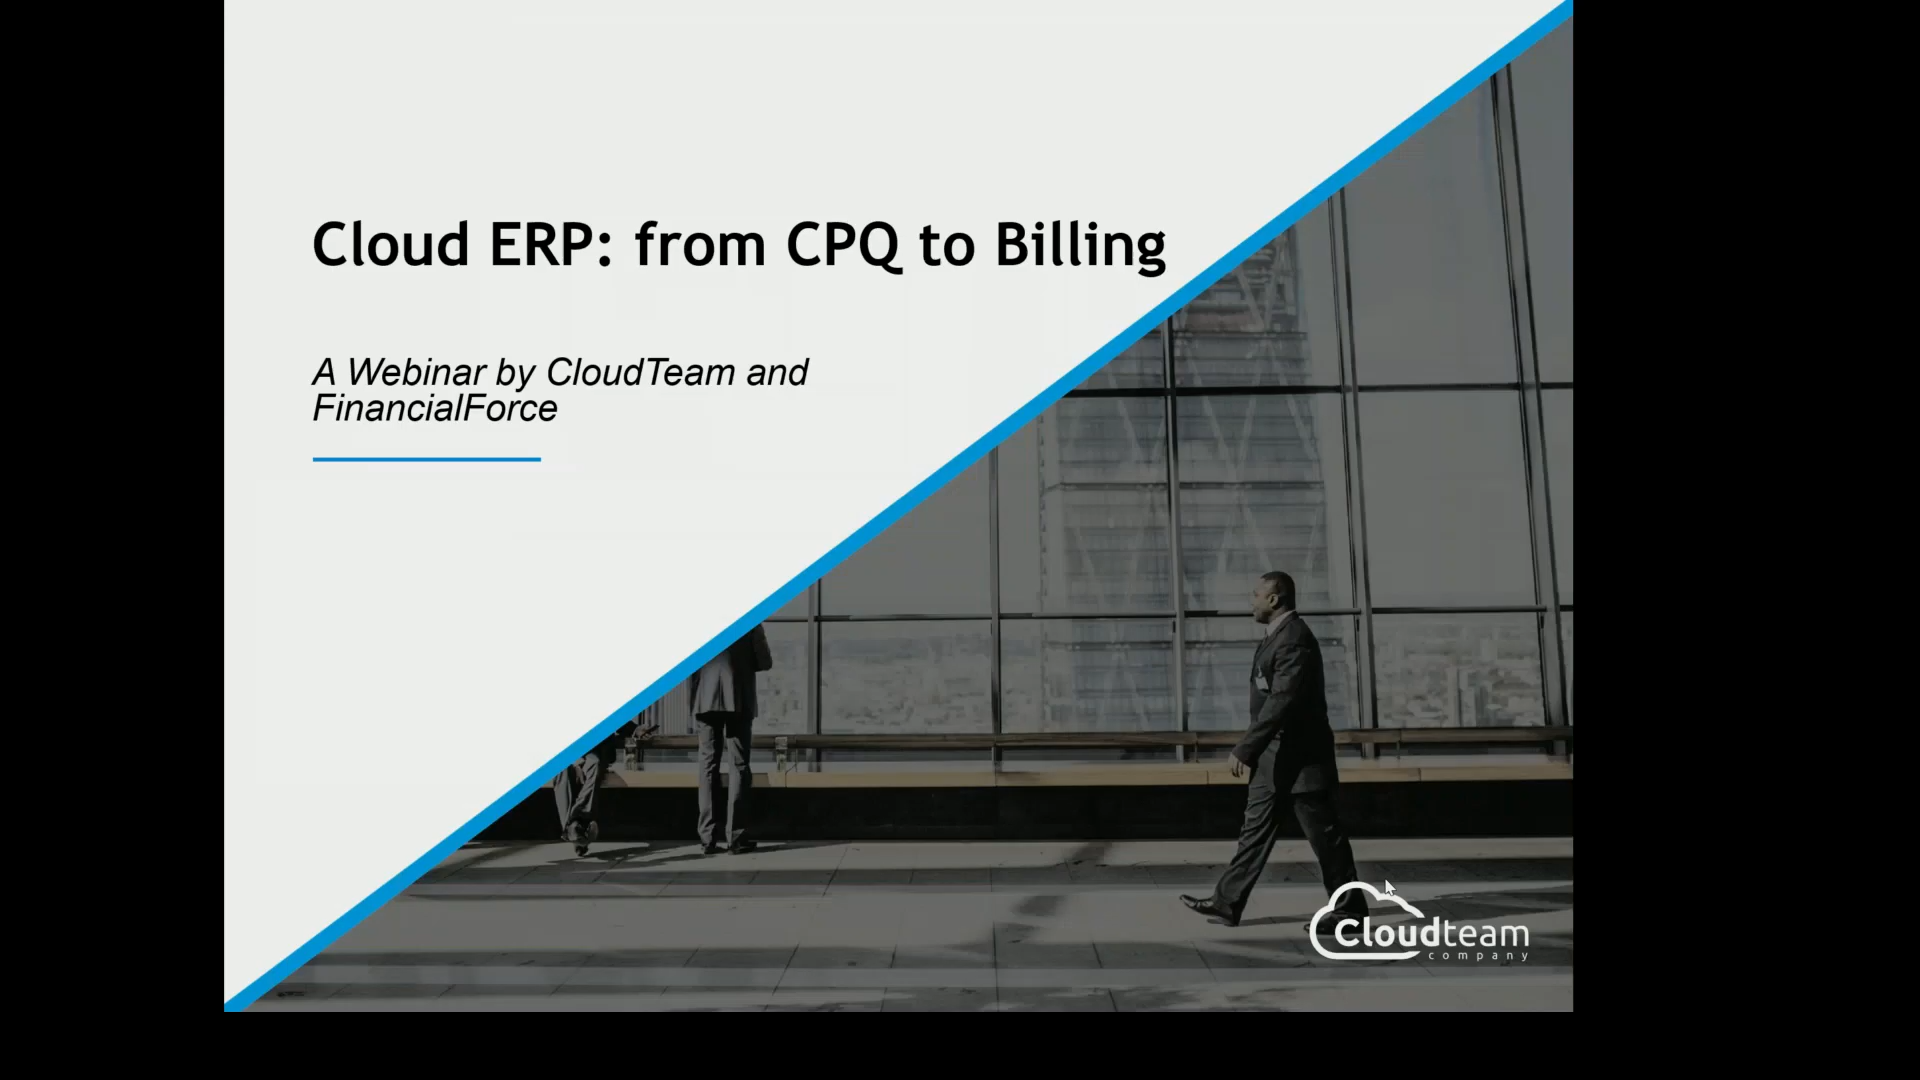 Cloud ERP: from CPQ to Billing
A Webinar by CloudTeam and
FinancialForce
Cloudteam
company